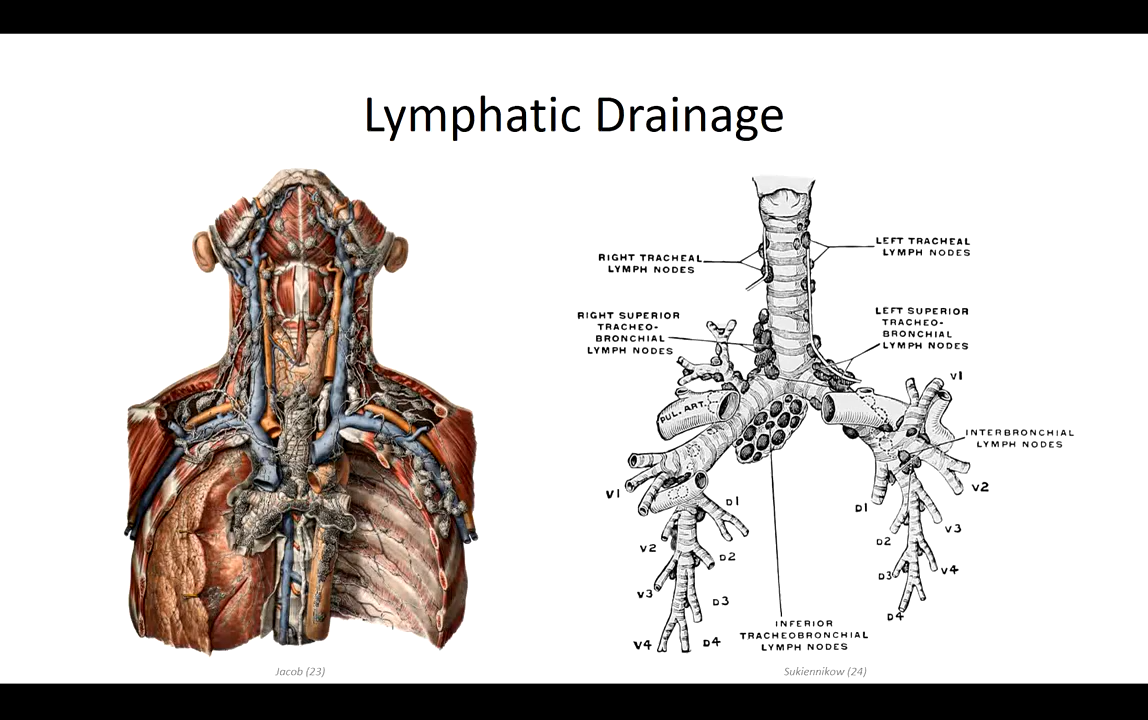 Lymphatic Drainage
RIGHT TRACHEAL
LYMPH NODES
LEFT TRACHEAL
LYMPH NODES
RIGHT SUPERIOR
TRACHEO-
BRONCHIAL
LYMPH NODES
LEFT SUPERIOR
TRACHEO-
BRONCHIAL
LYMPH NODES
PUL. ART.
V1
INTERBRONCHIAL
LYMPH NODES
V1
D1
V2
D2
V3
D3
V4
D4
D1
V2
D2
V3
D3
V4
D4
INFERIOR
TRACHEOBRONCHIAL
LYMPH NODES
Jacob (23)
Sukiennikow (24)